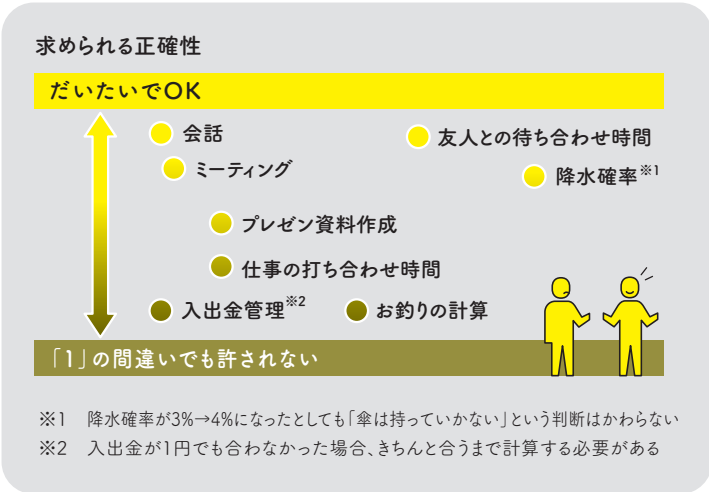 求められる正確性
だいたいでOK
会話
友人との待ち合わせ時間
ミーティング
降水確率※1
プレゼン資料作成
仕事の打ち合わせ時間
入出金管理※2
お釣りの計算
「1」の間違いでも許されない
※1 降水確率が3%→4%になったとしても「傘は持っていかない」という判断はかわらない
※2 入出金が1円でも合わなかった場合、きちんと合うまで計算する必要がある